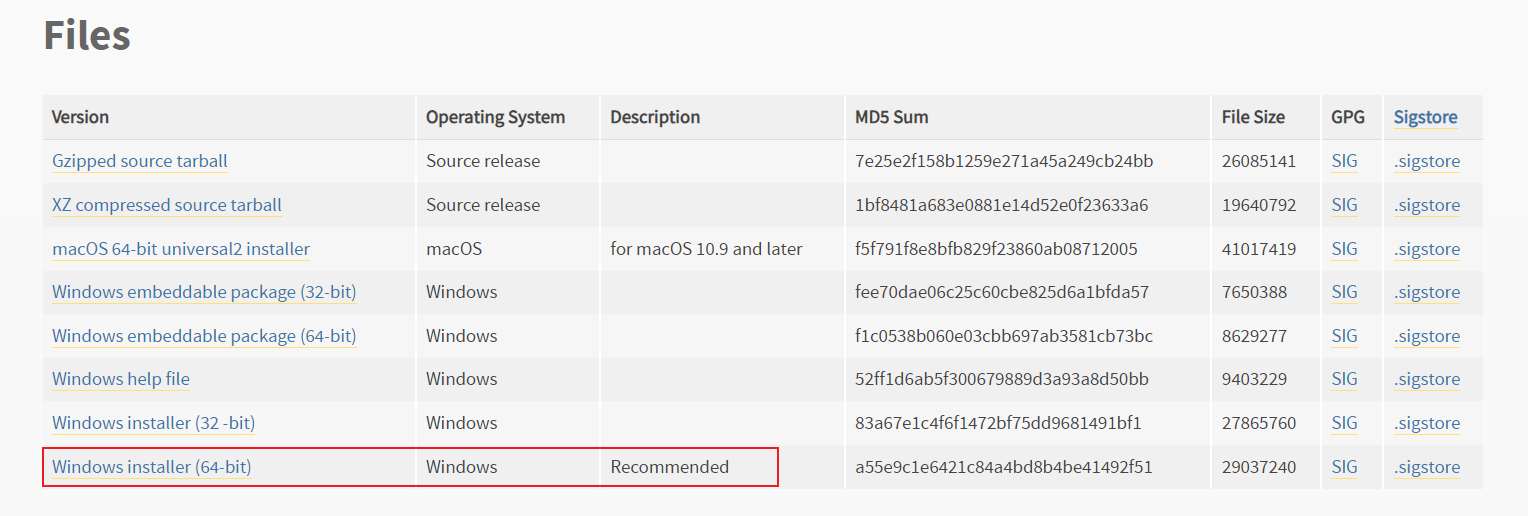 Files
Version Operating System Description MD5 Sum File Size GPG Sigstore
Gzipped source tarball Source release 7e25e2f158b1259e271a45a249cb24bb 26085141 SIG .sigstore
XZ compressed source tarball Source release 1bf8481a683e0881e14d52e0f23633a6 19640792 SIG .sigstore
macOS 64-bit universal2 installer macOS for macOS 10.9 and later f5f791f8e8bfb829f23860ab08712005 41017419 SIG .sigstore
Windows embeddable package (32-bit) Windows fee70dae06c25c60cbe825d6a1bfda57 7650388 SIG .sigstore
Windows embeddable package (64-bit) Windows f1c0538b060e03cbb697ab3581cb73bc 8629277 SIG .sigstore
Windows help file Windows 52ff1d6ab5f300679889d3a93a8d50bb 9403229 SIG .sigstore
Windows installer (32 -bit) Windows 83a67e1c4f6f1472bf75dd9681491bf1 27865760 SIG .sigstore
Windows installer (64-bit) Windows Recommended a55e9c1e6421c84a4bd8b4be41492f51 29037240 SIG .sigstore